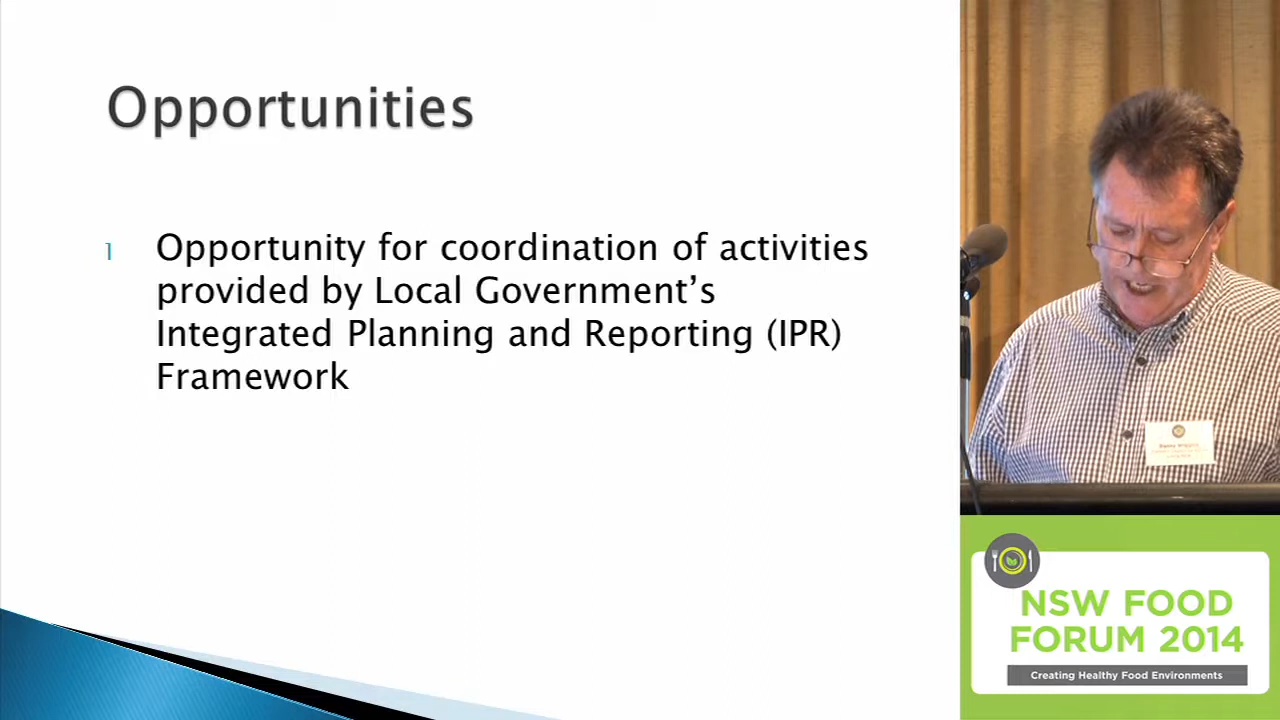 Opportunities
1 Opportunity for coordination of activities
provided by Local Government’s
Integrated Planning and Reporting (IPR)
Framework
NSW FOOD
FORUM 2014
Creating Healthy Food Environments